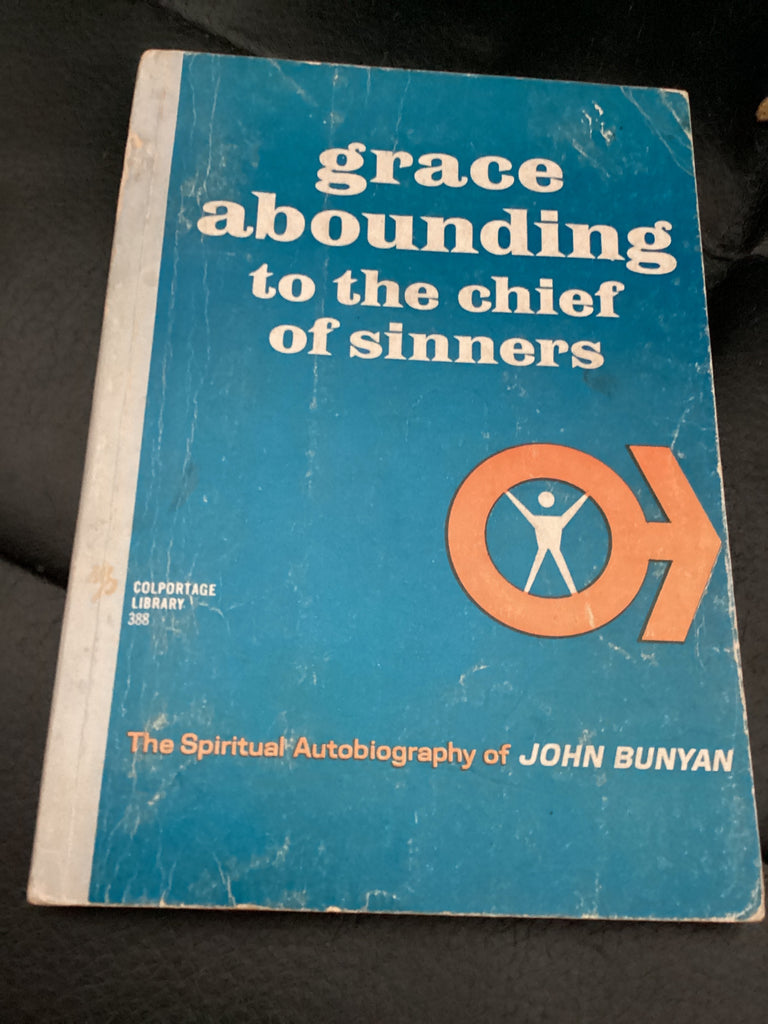 grace
abounding
to the chief
of sinners
COLPORTAGE
LIBRARY
388
The Spiritual Autobiography of JOHN BUNYAN